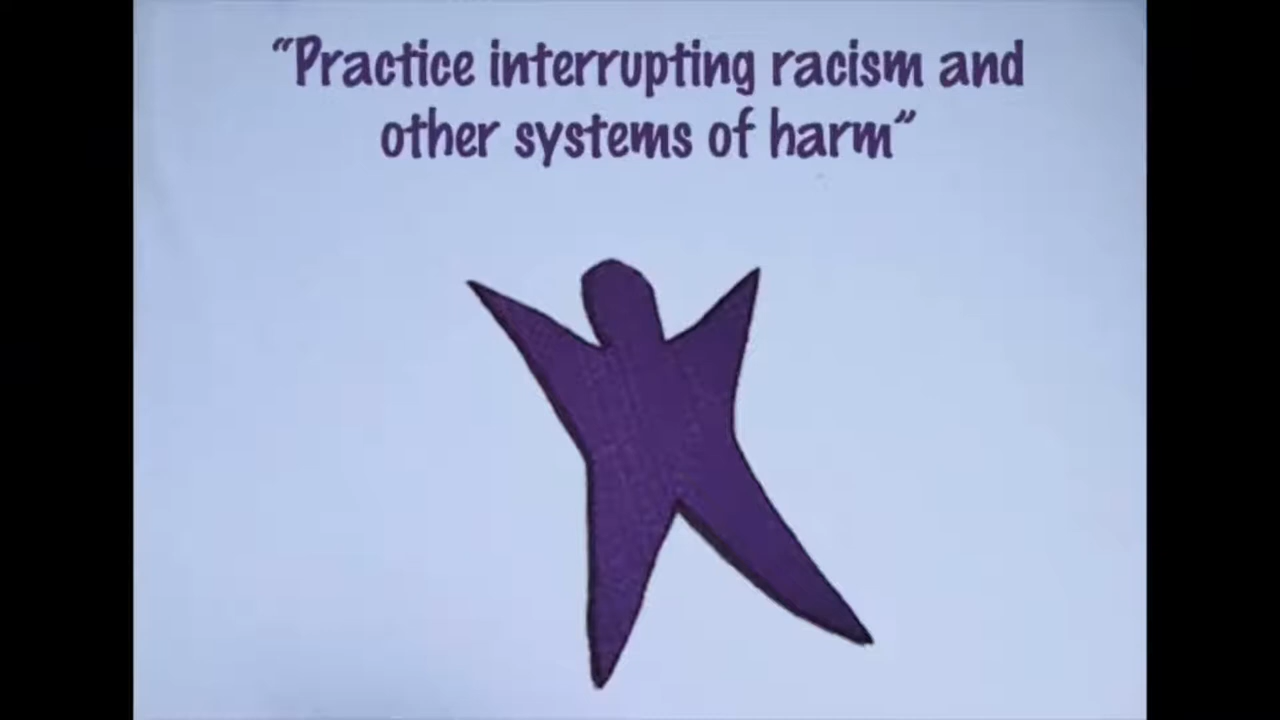 “Practice interrupting racism and
other systems of harm”